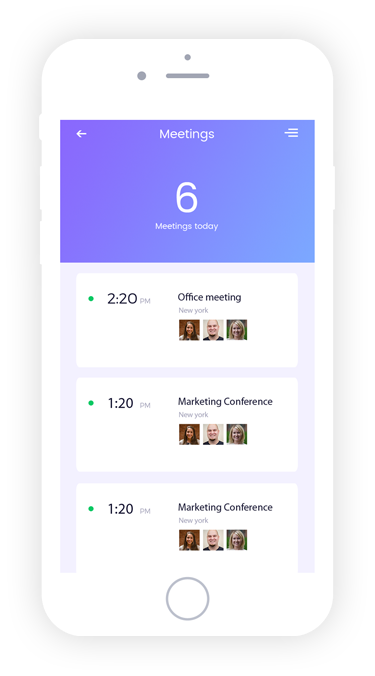 Meetings
6
Meetings today
2:20 PM
Office meeting
New york
1:20 PM
Marketing Conference
New york
1:20 PM
Marketing Conference
New york